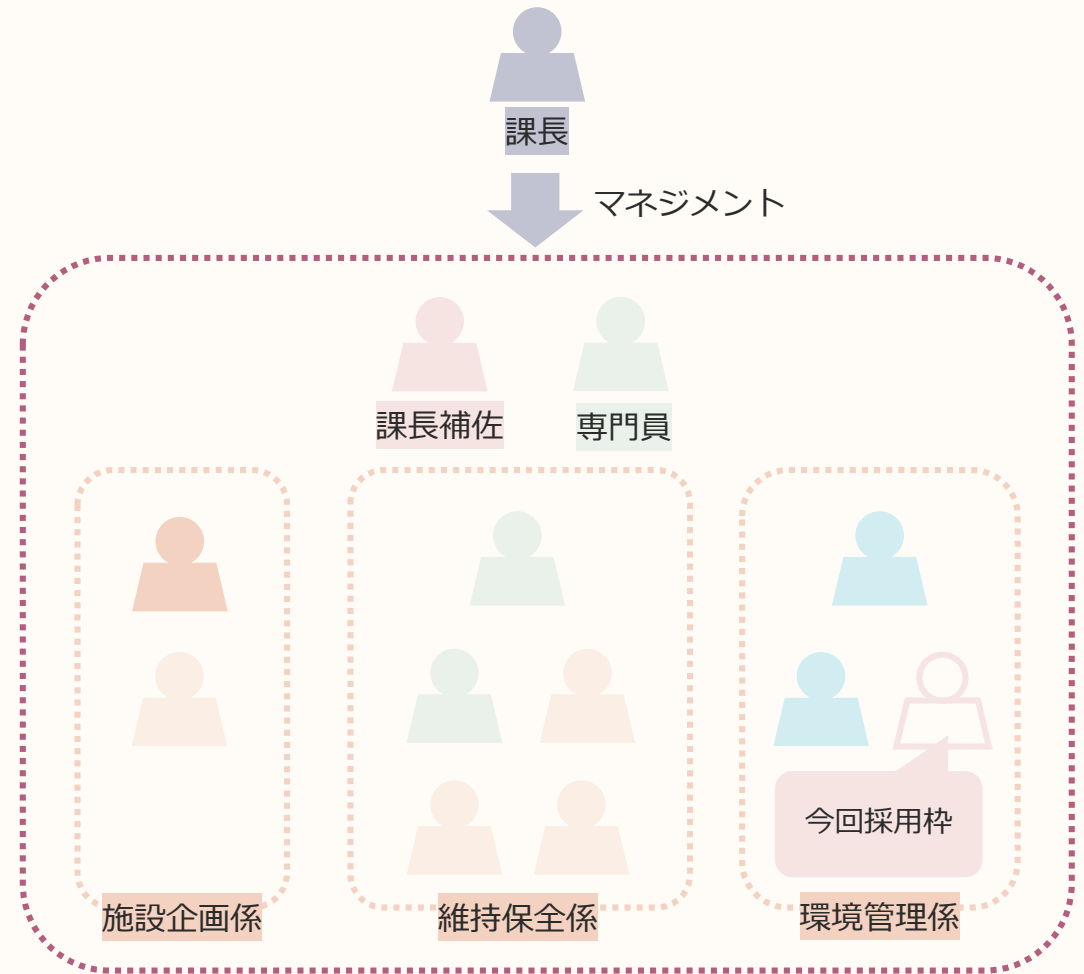 課長
マネジメント
課長補佐
専門員
今回採用枠
施設企画係
維持保全係
環境管理係